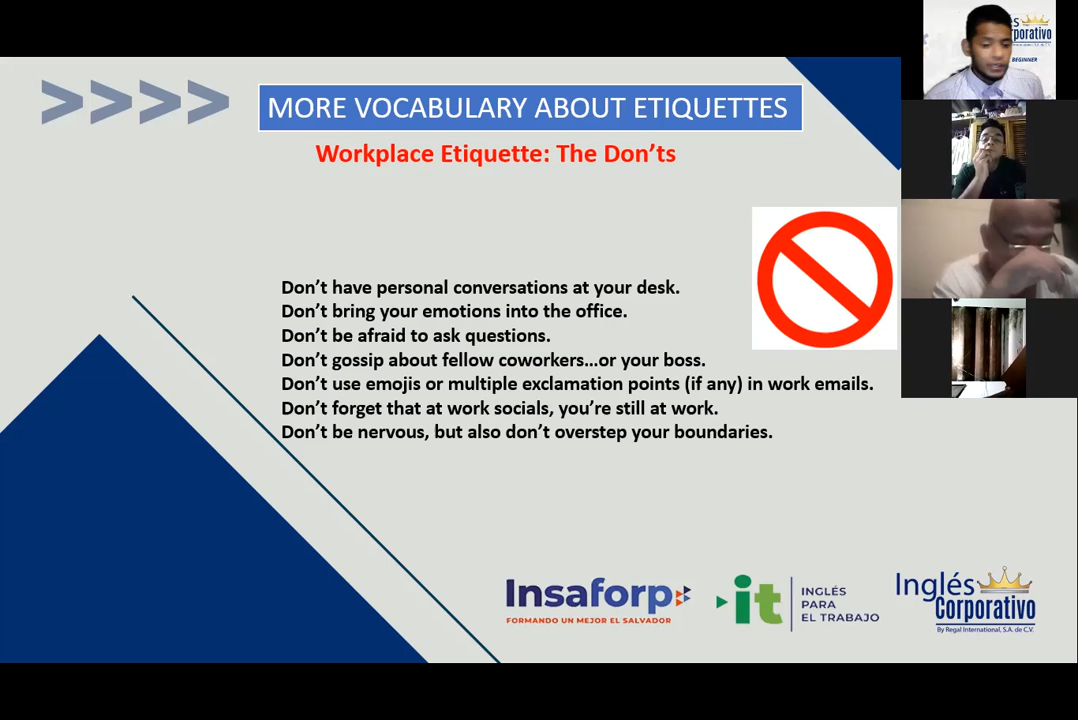 >>>>
MORE VOCABULARY ABOUT ETIQUETTES
Workplace Etiquette: The Don’ts
Don’t have personal conversations at your desk.
Don’t bring your emotions into the office.
Don’t be afraid to ask questions.
Don’t gossip about fellow coworkers…or your boss.
Don’t use emojis or multiple exclamation points (if any) in work emails.
Don’t forget that at work socials, you’re still at work.
Don’t be nervous, but also don’t overstep your boundaries.
Insaforp
FORMANDO UN MEJOR EL SALVADOR
it
INGLÉS
PARA
EL TRABAJO
Inglés
Corporativo
By Regal International, S.A. de C.V.
BEGINNER